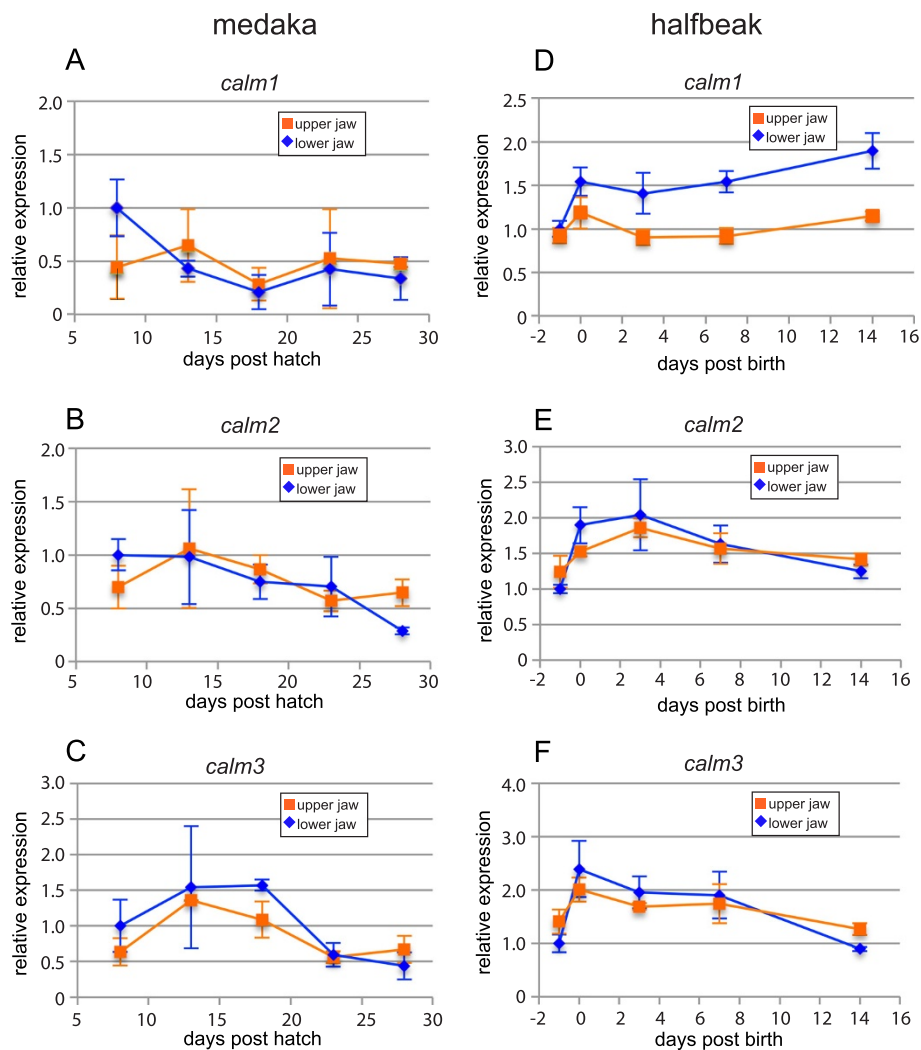 medaka
halfbeak
A
calm1
relative expression
2.0
1.5
1.0
0.5
0
5
10
15
20
25
30
days post hatch
upper jaw
lower jaw
D
calm1
relative expression
2.5
2.0
1.5
1.0
0.5
0
-2
0
2
4
6
8
10
12
14
16
days post birth
upper jaw
lower jaw
B
calm2
relative expression
2.0
1.5
1.0
0.5
0
5
10
15
20
25
30
days post hatch
upper jaw
lower jaw
E
calm2
relative expression
3.0
2.5
2.0
1.5
1.0
0.5
0
-2
0
2
4
6
8
10
12
14
16
days post birth
upper jaw
lower jaw
C
calm3
relative expression
3.0
2.5
2.0
1.5
1.0
0.5
0
5
10
15
20
25
30
days post hatch
upper jaw
lower jaw
F
calm3
relative expression
4.0
3.0
2.0
1.0
0
-2
0
2
4
6
8
10
12
14
16
days post birth
upper jaw
lower jaw